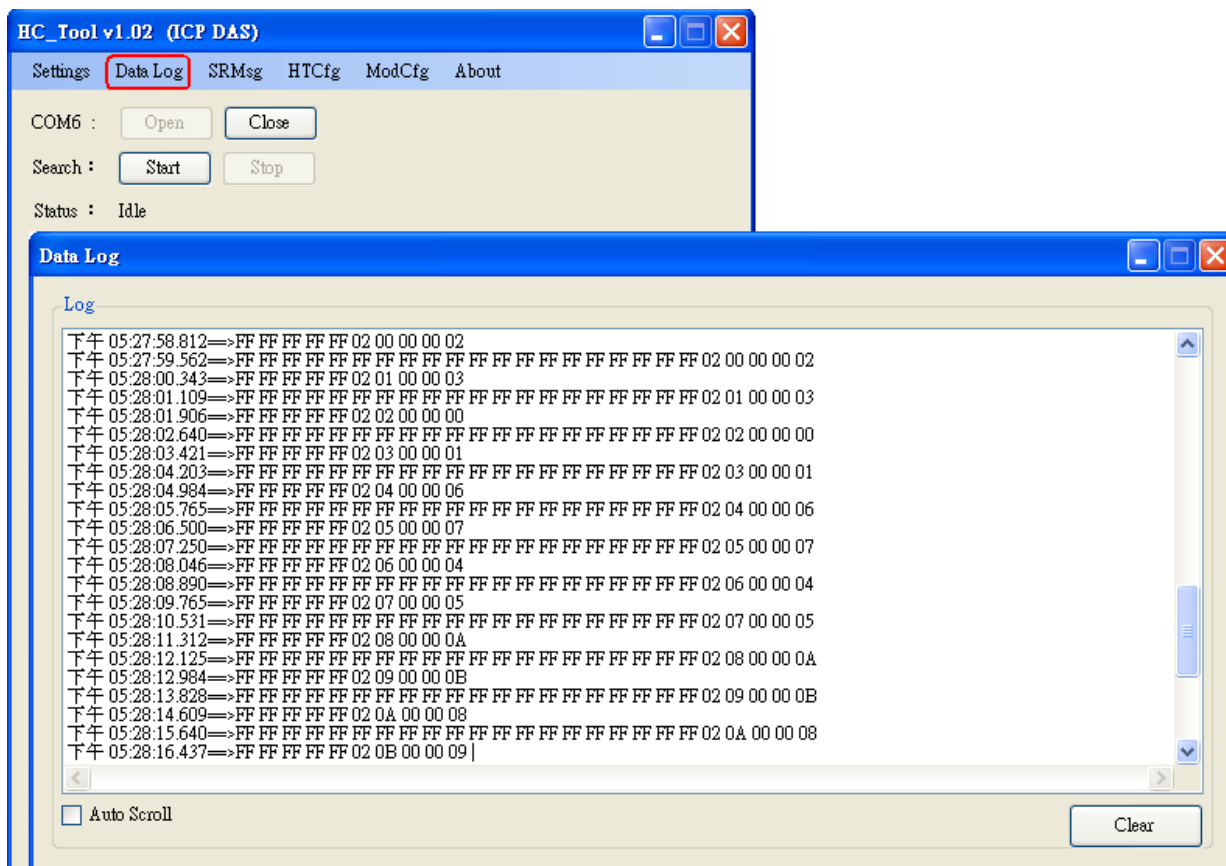 HC_Tool v1.02 (ICP DAS)
Settings Data Log SRMsg HTCfg ModCfg About
COM6 : Open Close
Search : Start Stop
Status : Idle
Data Log
Log
下午 05:27:58.812==>FF FF FF FF FF 02 00 00 00 02
下午 05:27:59.562==>FF FF FF FF FF FF FF FF FF FF FF FF FF FF FF FF FF FF FF FF 02 00 00 00 02
下午 05:28:00.343==>FF FF FF FF FF 02 01 00 00 03
下午 05:28:01.109==>FF FF FF FF FF FF FF FF FF FF FF FF FF FF FF FF FF FF FF FF 02 01 00 00 03
下午 05:28:01.906==>FF FF FF FF FF 02 02 00 00 00
下午 05:28:02.640==>FF FF FF FF FF FF FF FF FF FF FF FF FF FF FF FF FF FF FF FF 02 02 00 00 00
下午 05:28:03.421==>FF FF FF FF FF 02 03 00 00 01
下午 05:28:04.203==>FF FF FF FF FF FF FF FF FF FF FF FF FF FF FF FF FF FF FF FF 02 03 00 00 01
下午 05:28:04.984==>FF FF FF FF FF 02 04 00 00 06
下午 05:28:05.765==>FF FF FF FF FF FF FF FF FF FF FF FF FF FF FF FF FF FF FF FF 02 04 00 00 06
下午 05:28:06.500==>FF FF FF FF FF 02 05 00 00 07
下午 05:28:07.250==>FF FF FF FF FF FF FF FF FF FF FF FF FF FF FF FF FF FF FF FF 02 05 00 00 07
下午 05:28:08.046==>FF FF FF FF FF 02 06 00 00 04
下午 05:28:08.890==>FF FF FF FF FF FF FF FF FF FF FF FF FF FF FF FF FF FF FF FF 02 06 00 00 04
下午 05:28:09.765==>FF FF FF FF FF 02 07 00 00 05
下午 05:28:10.531==>FF FF FF FF FF FF FF FF FF FF FF FF FF FF FF FF FF FF FF FF 02 07 00 00 05
下午 05:28:11.312==>FF FF FF FF FF 02 08 00 00 0A
下午 05:28:12.125==>FF FF FF FF FF FF FF FF FF FF FF FF FF FF FF FF FF FF FF FF 02 08 00 00 0A
下午 05:28:12.984==>FF FF FF FF FF 02 09 00 00 0B
下午 05:28:13.828==>FF FF FF FF FF FF FF FF FF FF FF FF FF FF FF FF FF FF FF FF 02 09 00 00 0B
下午 05:28:14.609==>FF FF FF FF FF 02 0A 00 00 08
下午 05:28:15.640==>FF FF FF FF FF FF FF FF FF FF FF FF FF FF FF FF FF FF FF FF 02 0A 00 00 08
下午 05:28:16.437==>FF FF FF FF FF 02 0B 00 00 09
Auto Scroll
Clear